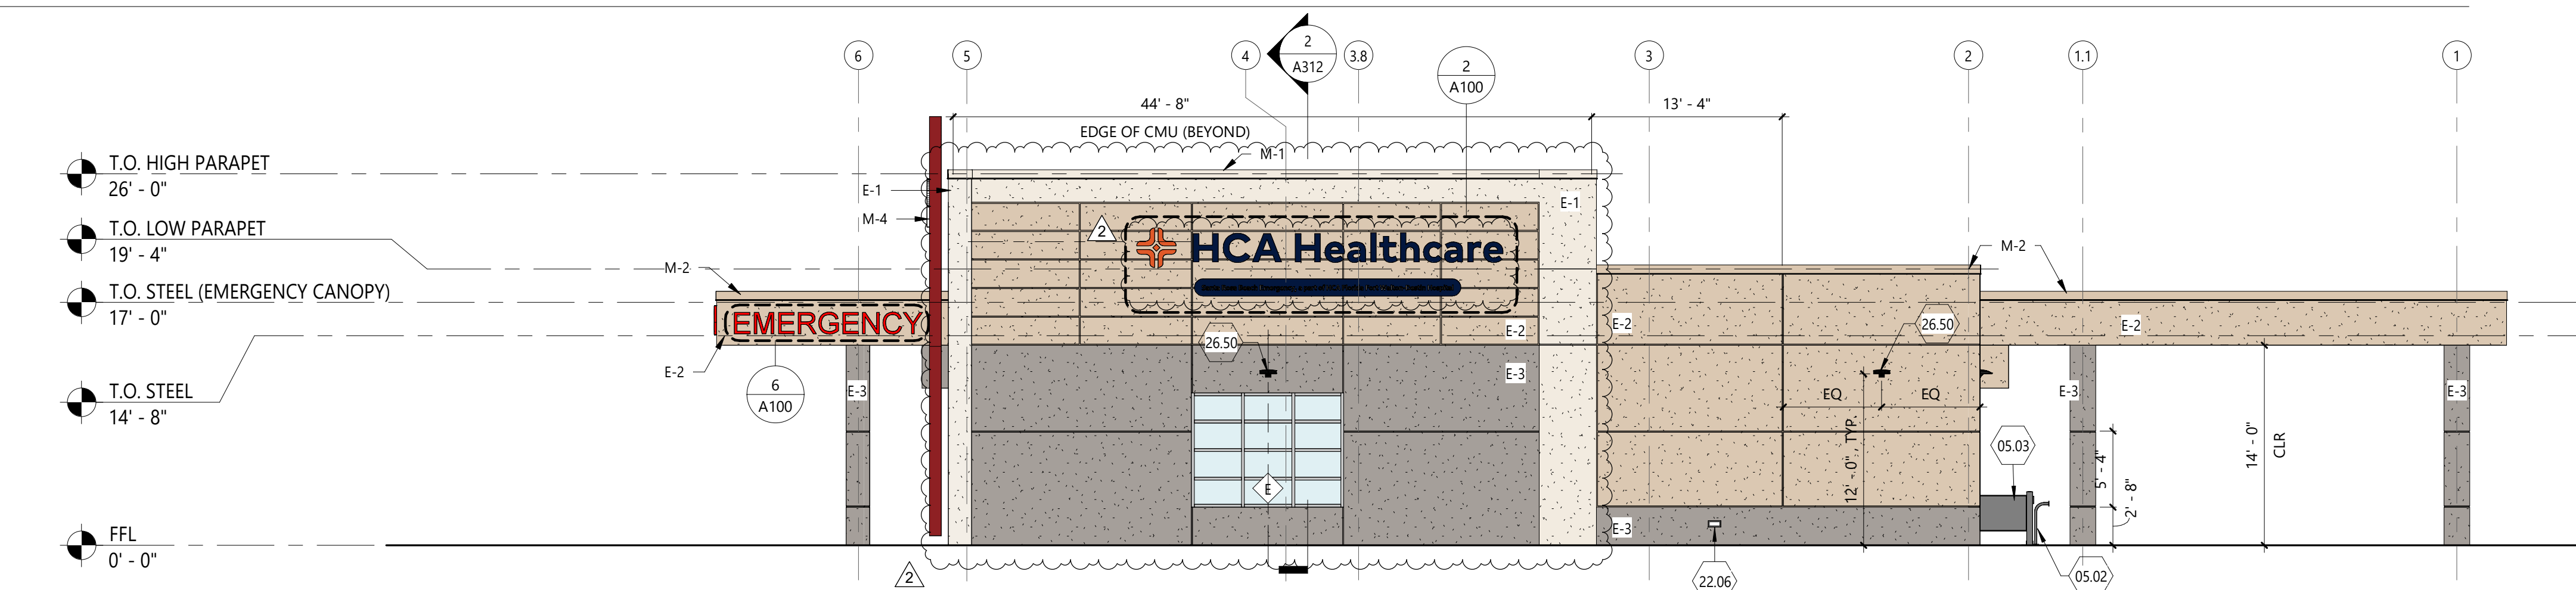 6
5
4
2
A312
3.8
2
A100
3
2
1.1
1
44' - 8"
13' - 4"
EDGE OF CMU (BEYOND)
M-1
T.O. HIGH PARAPET
26' - 0"
E-1
E-1
M-4
T.O. LOW PARAPET
19' - 4"
2
HCA Healthcare
M-2
M-2
T.O. STEEL (EMERGENCY CANOPY)
17' - 0"
EMERGENCY
E-2
E-2
E-2
26.50
26.50
E-2
E-3
6
A100
E-3
E-3
E-3
T.O. STEEL
14' - 8"
EQ
EQ
12' - 0", TYP.
05.03
5' - 4"
2' - 8"
14' - 0"
CLR
E
E-3
FFL
0' - 0"
2
22.06
05.02